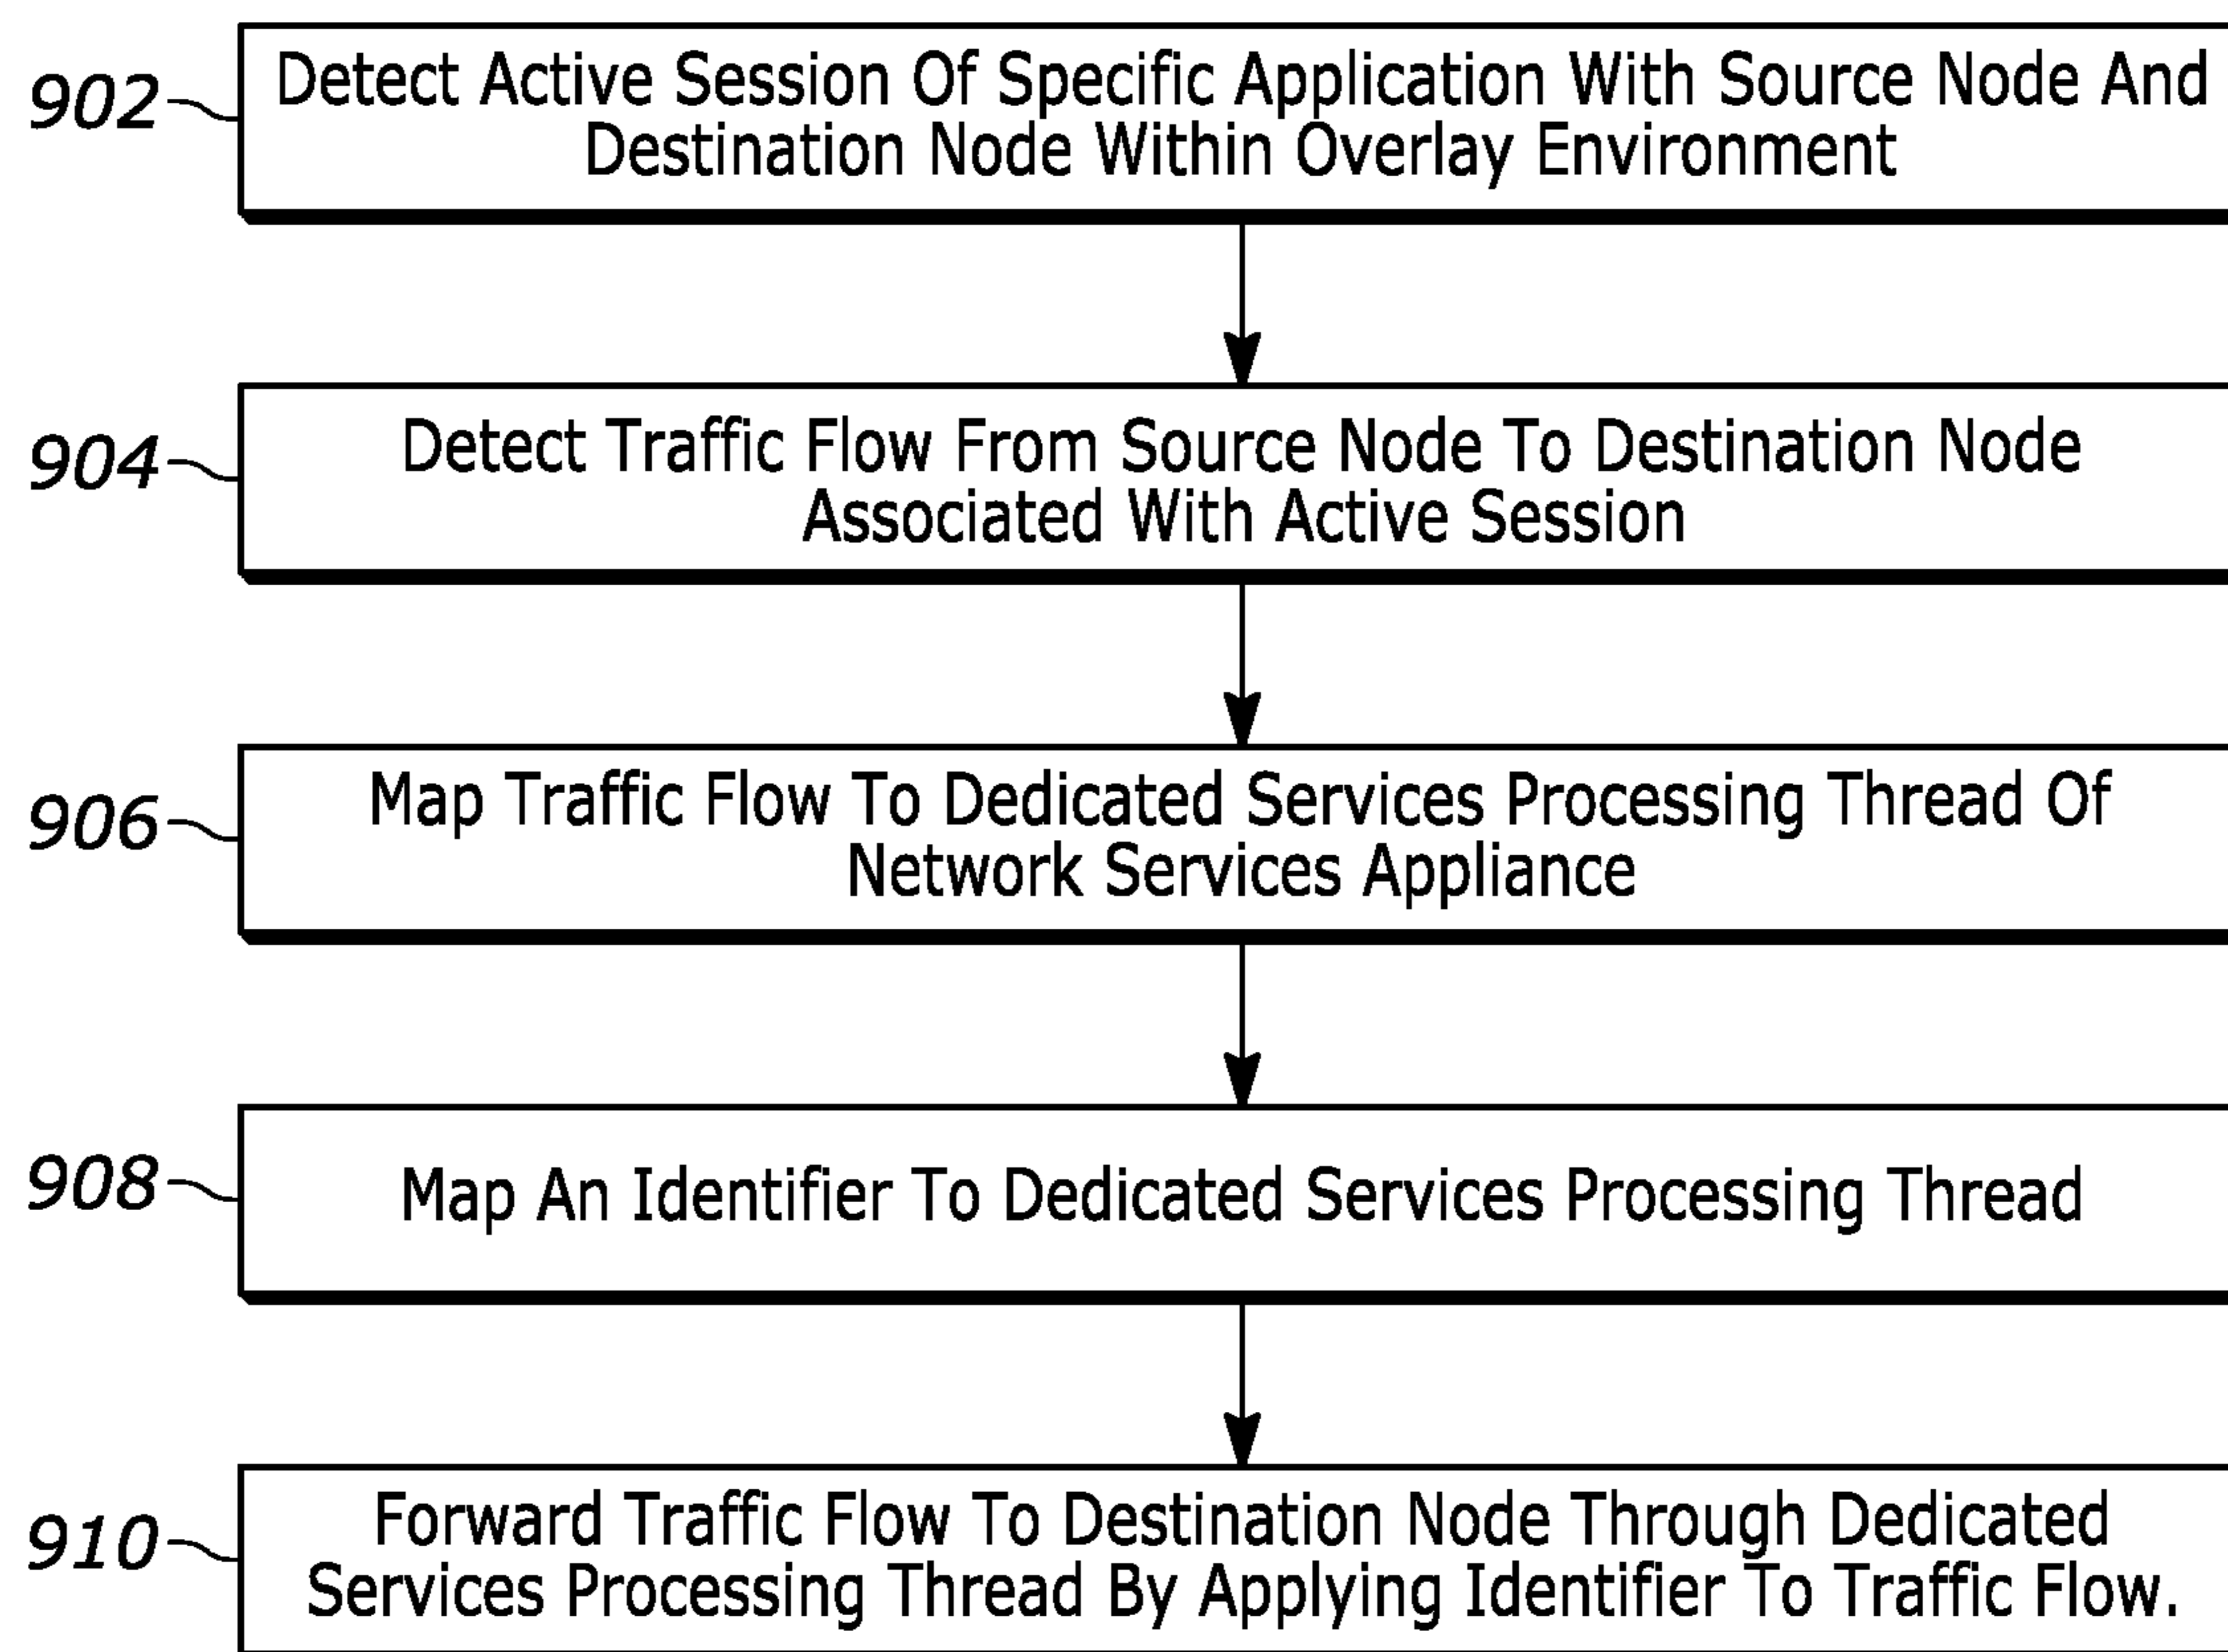 902
Detect Active Session Of Specific Application With Source Node And
Destination Node Within Overlay Environment
904
Detect Traffic Flow From Source Node To Destination Node
Associated With Active Session
906
Map Traffic Flow To Dedicated Services Processing Thread Of
Network Services Appliance
908
Map An Identifier To Dedicated Services Processing Thread
910
Forward Traffic Flow To Destination Node Through Dedicated
Services Processing Thread By Applying Identifier To Traffic Flow.